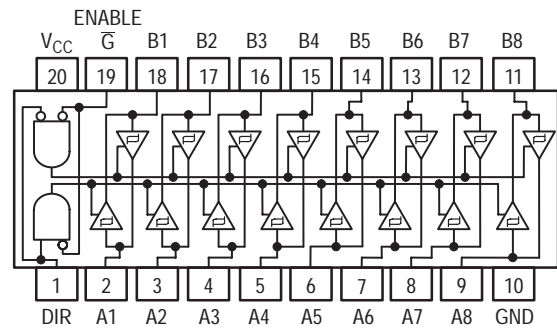 ENABLE
VCC G̅ B1 B2 B3 B4 B5 B6 B7 B8
20 19 18 17 16 15 14 13 12 11
1 2 3 4 5 6 7 8 9 10
DIR A1 A2 A3 A4 A5 A6 A7 A8 GND